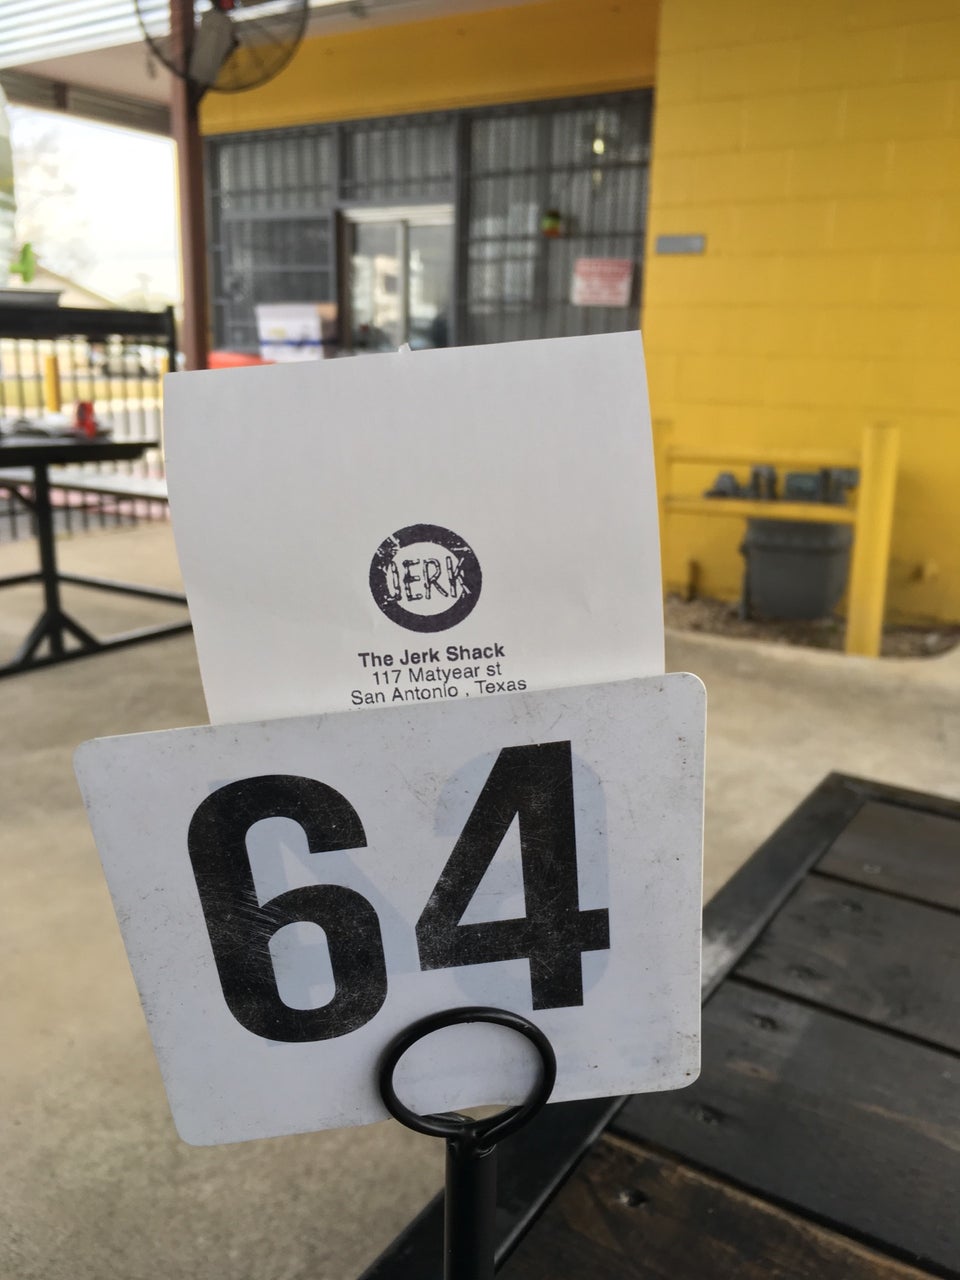 JERK
The Jerk Shack
117 Matyear st
San Antonio , Texas
64